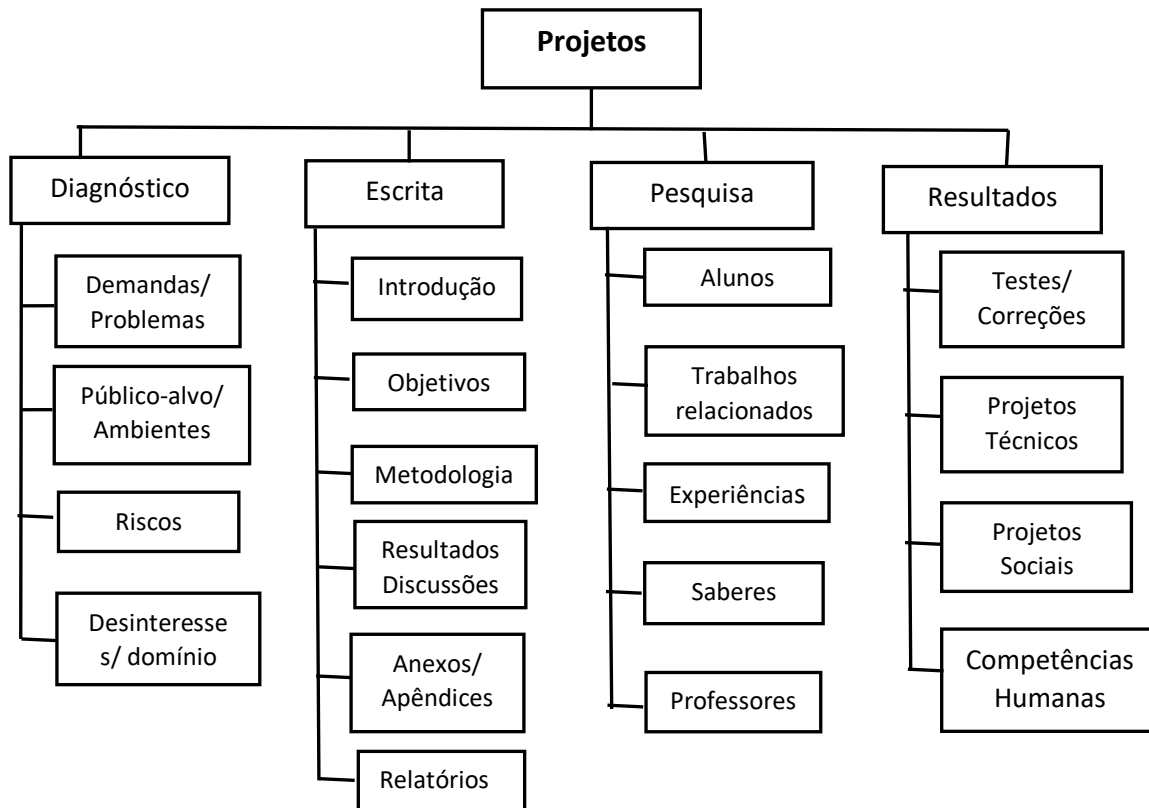 Projetos
Diagnóstico
Demandas/
Problemas
Público-alvo/
Ambientes
Riscos
Desinteresse
s/ domínio
Escrita
Introdução
Objetivos
Metodologia
Resultados
Discussões
Anexos/
Apêndices
Relatórios
Pesquisa
Alunos
Trabalhos
relacionados
Experiências
Saberes
Professores
Resultados
Testes/
Correções
Projetos
Técnicos
Projetos
Sociais
Competências
Humanas